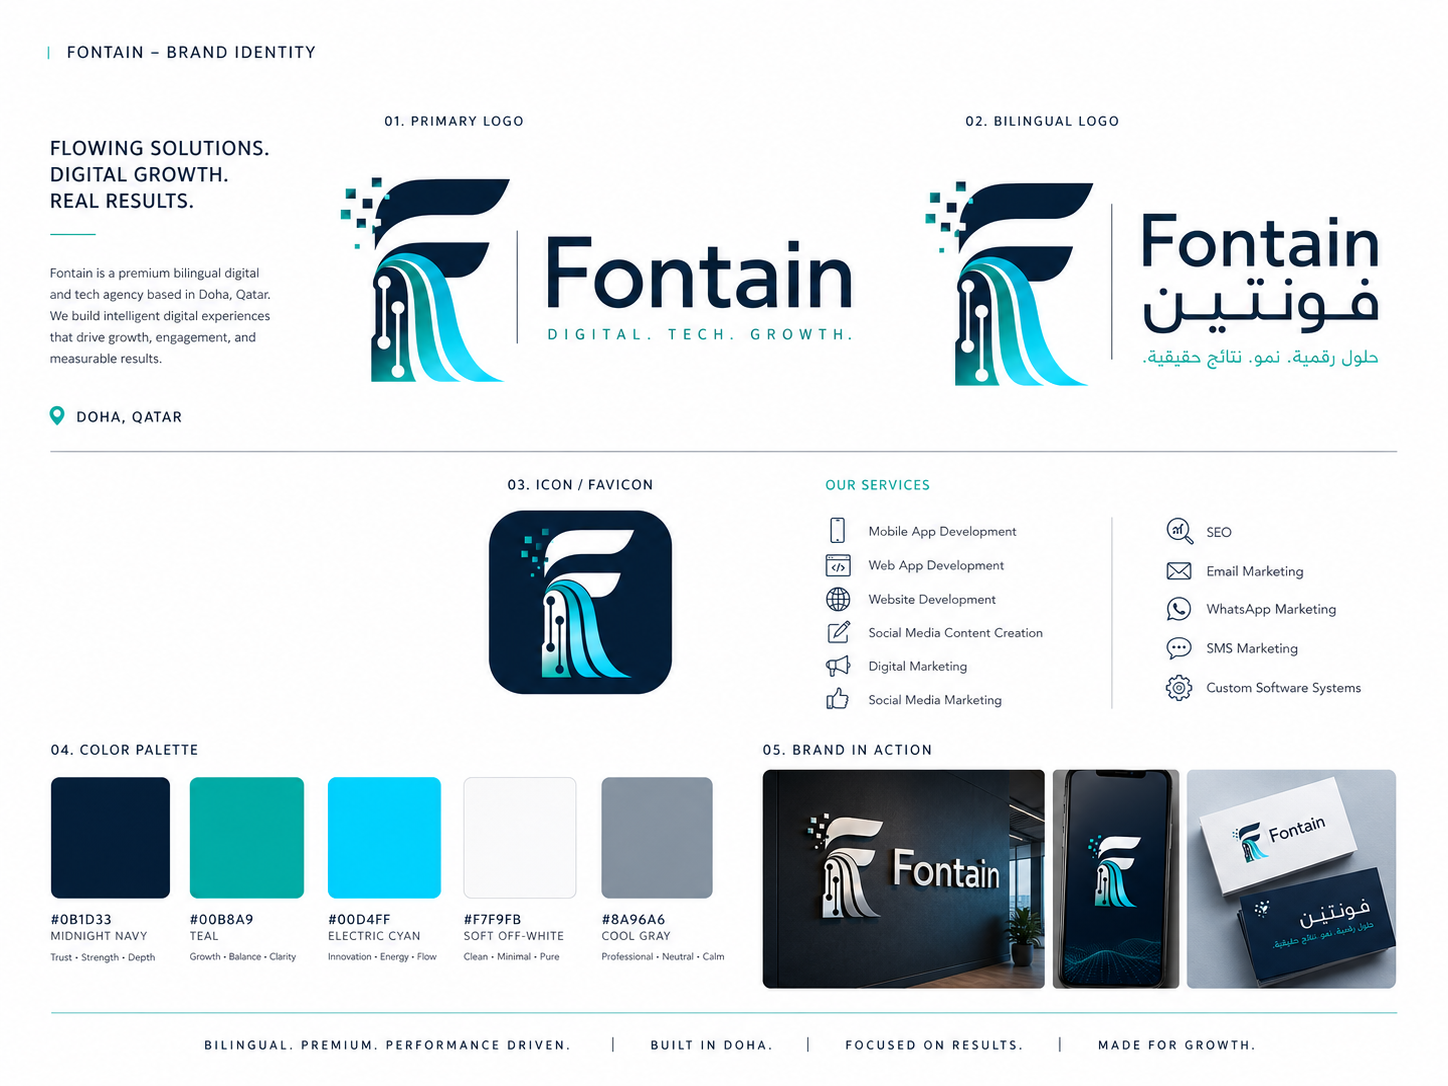 FONTAIN – BRAND IDENTITY
FLOWING SOLUTIONS.
DIGITAL GROWTH.
REAL RESULTS.
Fontain is a premium bilingual digital
and tech agency based in Doha, Qatar.
We build intelligent digital experiences
that drive growth, engagement, and
measurable results.
DOHA, QATAR
01. PRIMARY LOGO
Fontain
DIGITAL. TECH. GROWTH.
02. BILINGUAL LOGO
Fontain
فونتين
حلول رقمية. نمو. نتائج حقيقية.
03. ICON / FAVICON
OUR SERVICES
Mobile App Development
Web App Development
Website Development
Social Media Content Creation
Digital Marketing
Social Media Marketing
SEO
Email Marketing
WhatsApp Marketing
SMS Marketing
Custom Software Systems
04. COLOR PALETTE
#0B1D33
MIDNIGHT NAVY
Trust • Strength • Depth
#00B8A9
TEAL
Growth • Balance • Clarity
#00D4FF
ELECTRIC CYAN
Innovation • Energy • Flow
#F7F9FB
SOFT OFF-WHITE
Clean • Minimal • Pure
#8A96A6
COOL GRAY
Professional • Neutral • Calm
05. BRAND IN ACTION
Fontain
Fontain
فونتين
حلول رقمية. نمو. نتائج حقيقية.
BILINGUAL. PREMIUM. PERFORMANCE DRIVEN.
BUILT IN DOHA.
FOCUSED ON RESULTS.
MADE FOR GROWTH.